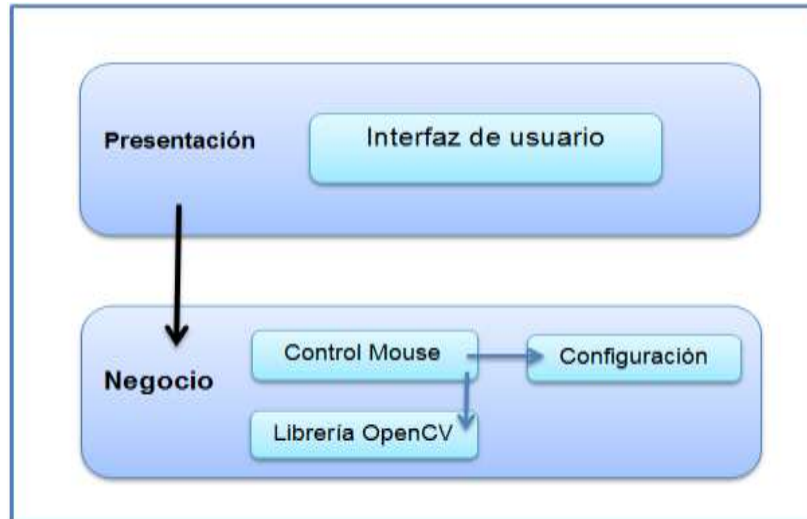 Presentación
Interfaz de usuario
Negocio
Control Mouse
Configuración
Librería OpenCV